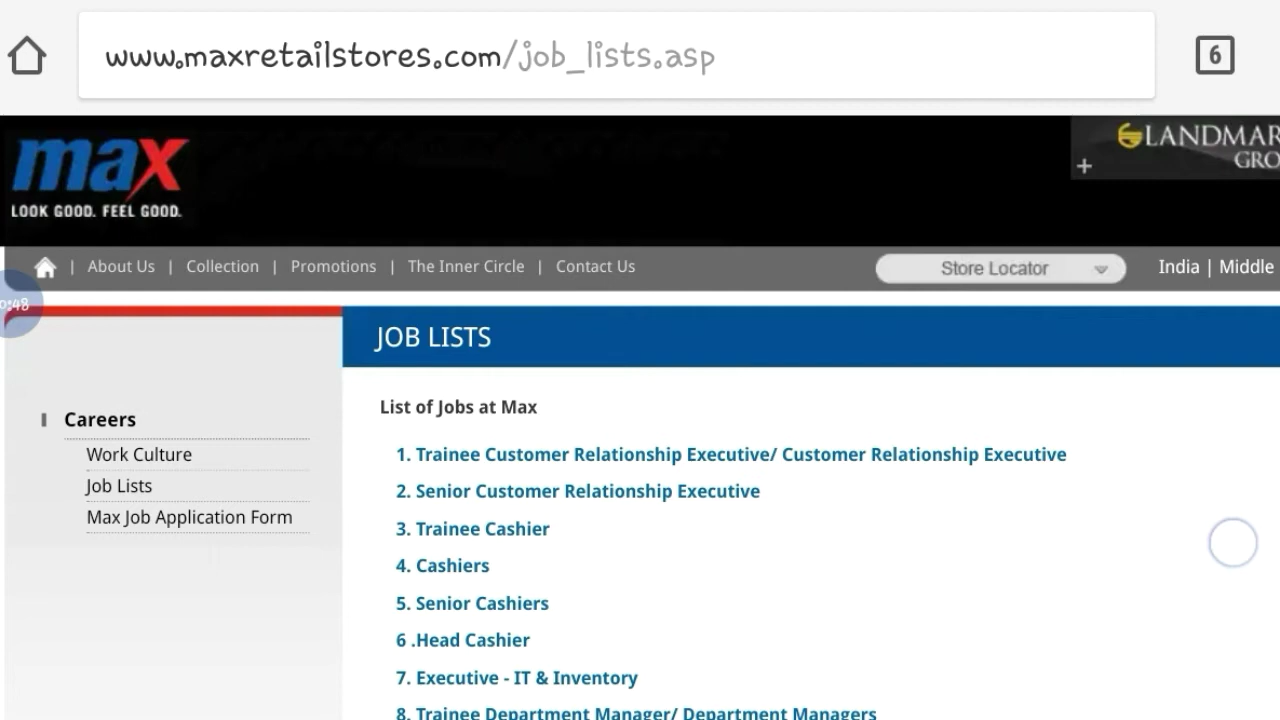 www.maxretailstores.com/job_lists.asp
6
max
LOOK GOOD. FEEL GOOD.
LANDMAR
GRO
+
| About Us | Collection | Promotions | The Inner Circle | Contact Us
Store Locator
India | Middle
0:48
JOB LISTS
Careers
Work Culture
Job Lists
Max Job Application Form
List of Jobs at Max
1. Trainee Customer Relationship Executive/ Customer Relationship Executive
2. Senior Customer Relationship Executive
3. Trainee Cashier
4. Cashiers
5. Senior Cashiers
6 .Head Cashier
7. Executive - IT & Inventory
8. Trainee Department Manager/ Department Managers